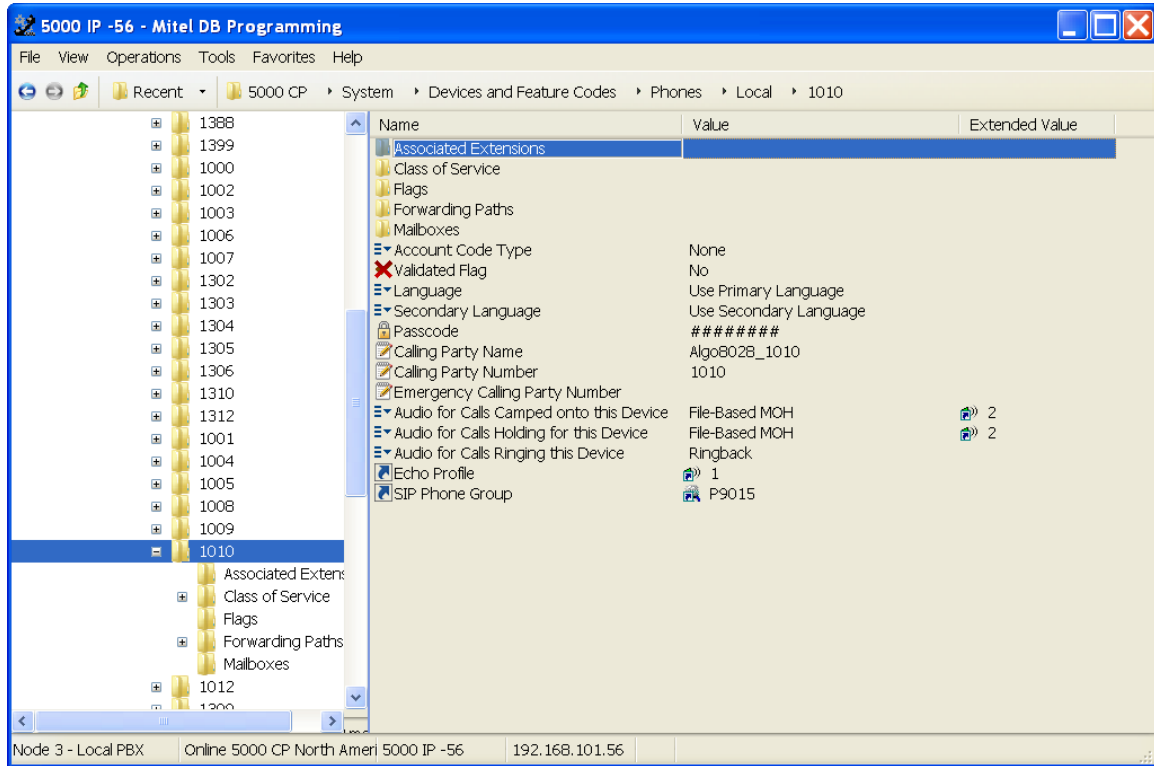 5000 IP -56 - Mitel DB Programming
File View Operations Tools Favorites Help
Recent 5000 CP System Devices and Feature Codes Phones Local 1010
1388
1399
1000
1002
1003
1006
1007
1302
1303
1304
1305
1306
1310
1312
1001
1004
1005
1008
1009
1010
Associated Extens
Class of Service
Flags
Forwarding Paths
Mailboxes
1012
Name Value Extended Value
Associated Extensions
Class of Service
Flags
Forwarding Paths
Mailboxes
Account Code Type None
Validated Flag No
Language Use Primary Language
Secondary Language Use Secondary Language
Passcode ########
Calling Party Name Algo8028_1010
Calling Party Number 1010
Emergency Calling Party Number
Audio for Calls Camped onto this Device File-Based MOH 2
Audio for Calls Holding for this Device File-Based MOH 2
Audio for Calls Ringing this Device Ringback
Echo Profile 1
SIP Phone Group P9015
Node 3 - Local PBX Online 5000 CP North Ameri 5000 IP -56 192.168.101.56